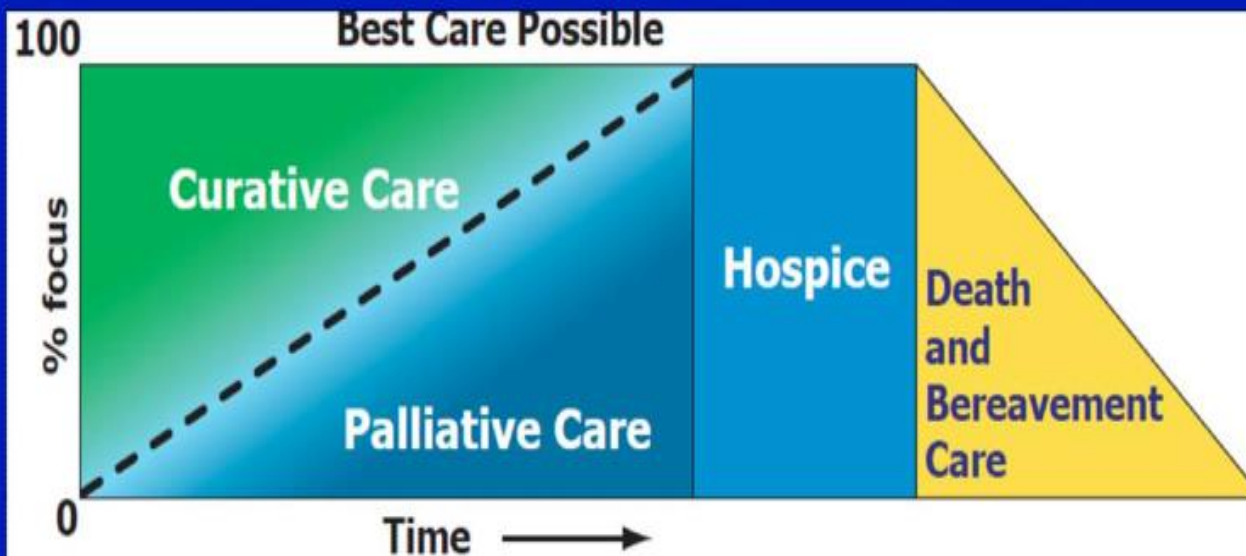 Best Care Possible
100
% focus
0
Curative Care
Palliative Care
Hospice
Death
and
Bereavement
Care
Time